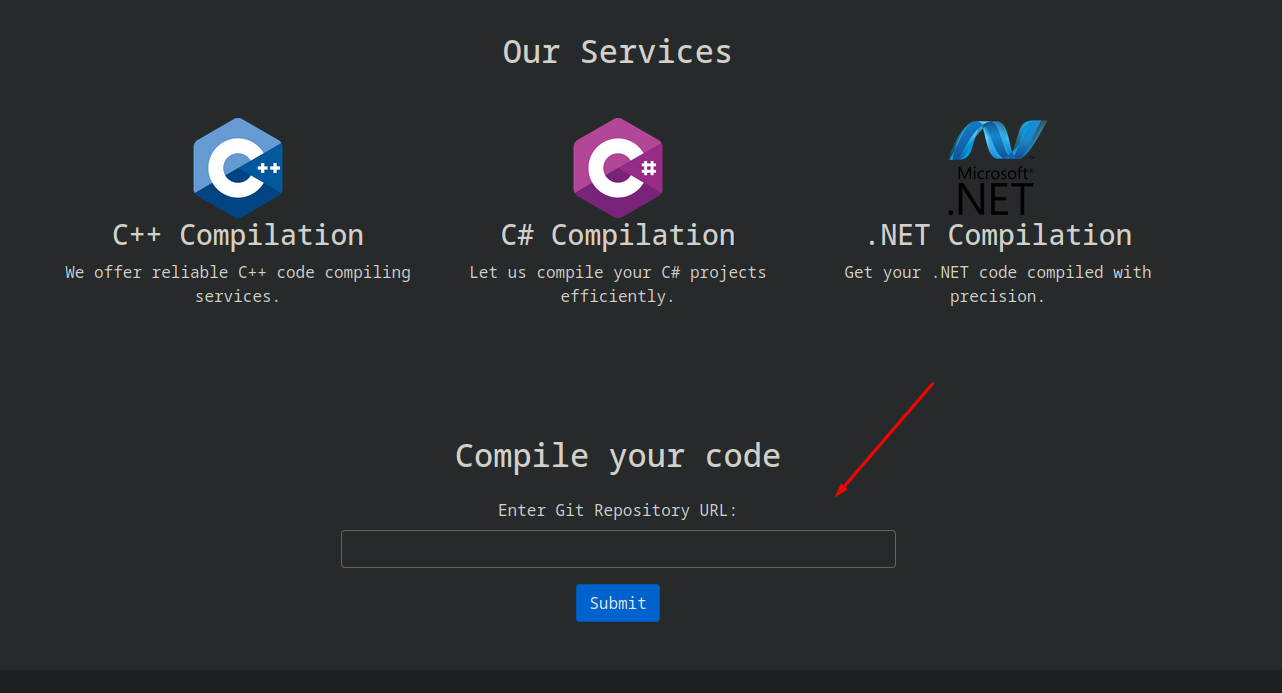 Our Services
C++
C#
Microsoft®
.NET
C++ Compilation
C# Compilation
.NET Compilation
We offer reliable C++ code compiling
services.
Let us compile your C# projects
efficiently.
Get your .NET code compiled with
precision.
Compile your code
Enter Git Repository URL:
Submit